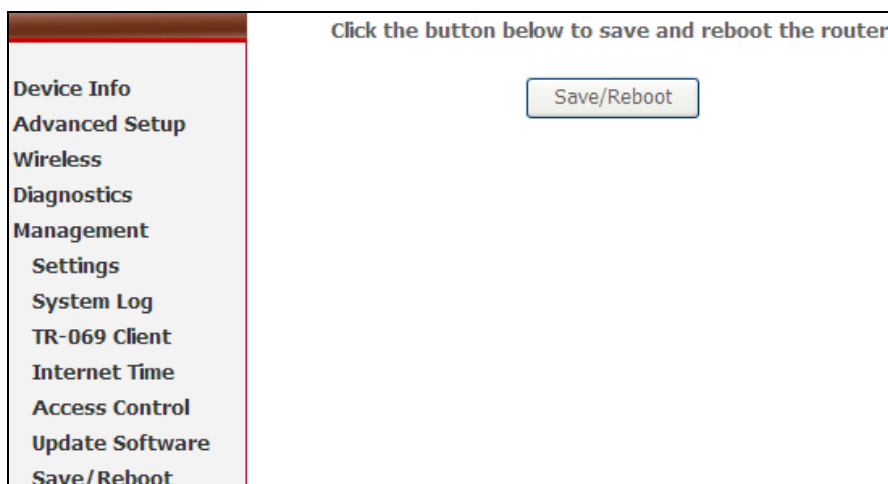 Click the button below to save and reboot the router
Save/Reboot
Device Info
Advanced Setup
Wireless
Diagnostics
Management
Settings
System Log
TR-069 Client
Internet Time
Access Control
Update Software
Save/Reboot